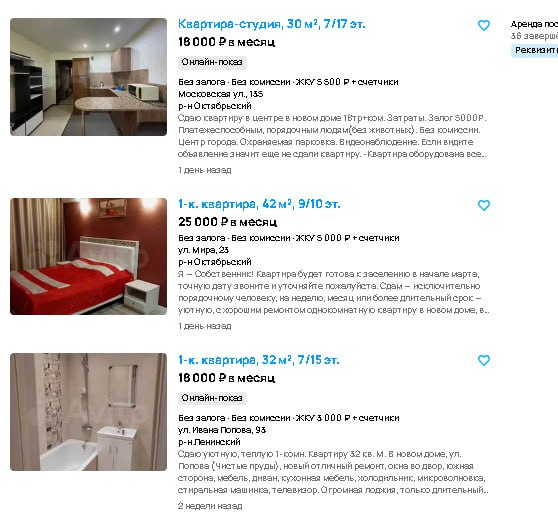 Квартира-студия, 30 м², 7/17 эт.
16 000 ₽ в месяц
Онлайн-показ
Без залога · Без комиссии · ЖКУ 5 500 ₽ + счетчики
Московская ул., 135
р-н Октябрьский
Сдаю квартиру в центре в новом доме 16тр+ком. Затраты. Залог 5000Р.
Платежеспособным, порядочным людям(без животных). Без комиссии.
Центр города. Охраняемая парковка. Видеонаблюдение. Если видите
объявление значит еще не сдали квартиру. -Квартира оборудована все...
1 день назад
1-к. квартира, 42 м², 9/10 эт.
25 000 ₽ в месяц
Без залога · Без комиссии · ЖКУ 5 000 ₽ + счетчики
ул. Мира, 23
р-н Октябрьский
Я — Собственник! Квартира будет готова к заселению в начале марта,
точную дату звоните и уточняйте пожалуйста. Сдам — исключительно
порядочному человеку, на неделю, месяц или более длительный срок —
уютную, с хорошим ремонтом однокомнатную квартиру в новом доме, в...
1 день назад
1-к. квартира, 32 м², 7/15 эт.
16 000 ₽ в месяц
Онлайн-показ
Без залога · Без комиссии · ЖКУ 3 000 ₽ + счетчики
ул. Ивана Попова, 93
р-н Ленинский
Сдаю уютную, теплую 1-комн. Квартиру 32 кв. М. В новом доме, ул.
Попова (Чистые пруды), новый отличный ремонт, окна во двор, южная
сторона, мебель, диван, кухонная мебель, холодильник, микроволновка,
стиральная машинка, телевизор. Огромная лоджия, только длительный...
2 недели назад
Аренда пос
36 заверш
Реквизит